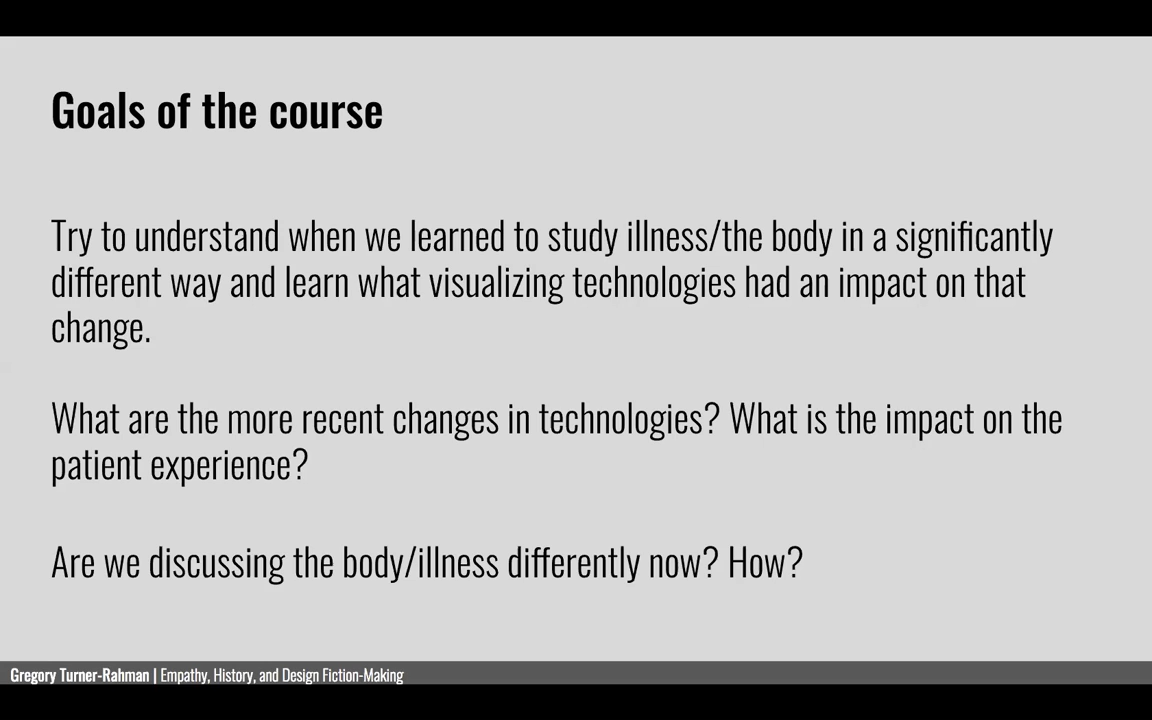 Goals of the course
Try to understand when we learned to study illness/the body in a significantly
different way and learn what visualizing technologies had an impact on that
change.
What are the more recent changes in technologies? What is the impact on the
patient experience?
Are we discussing the body/illness differently now? How?
Gregory Turner-Rahman | Empathy, History, and Design Fiction-Making